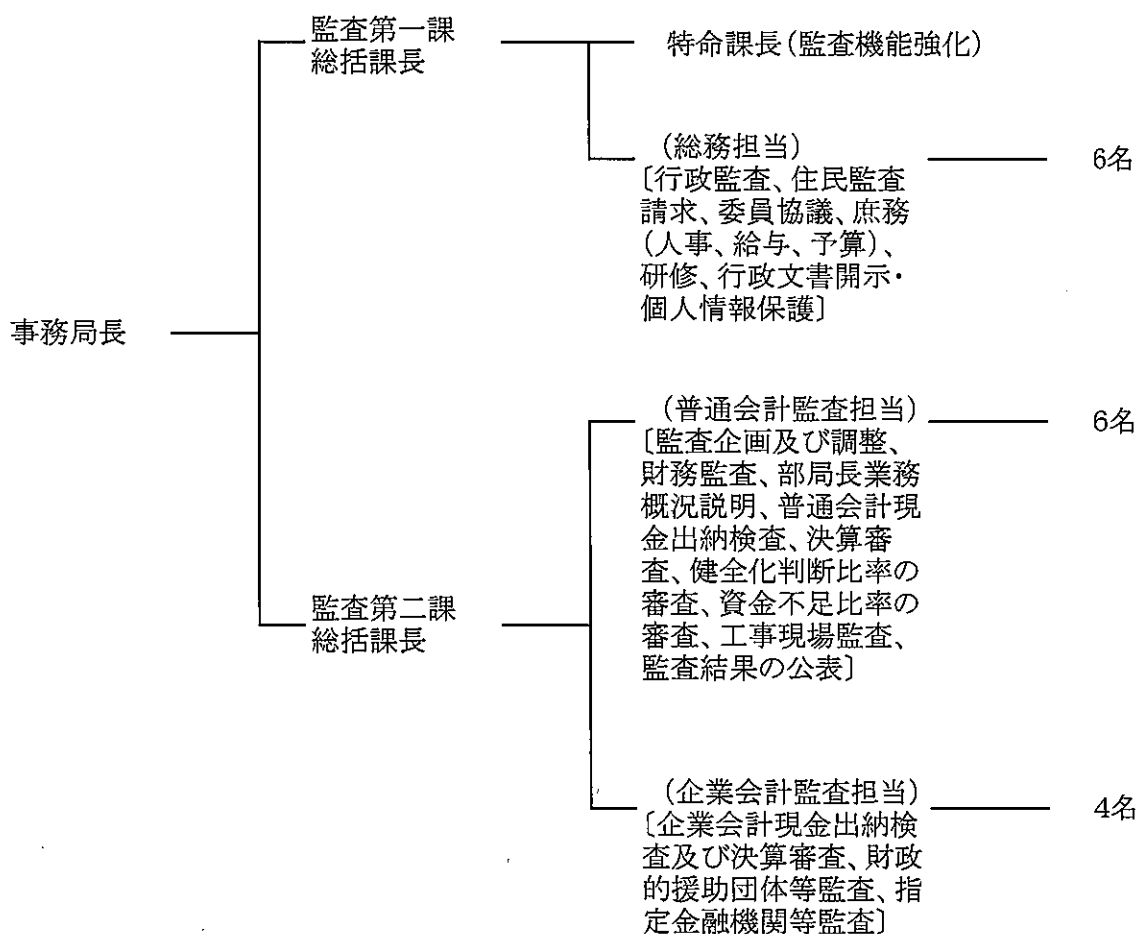 事務局長
監査第一課
総括課長
特命課長(監査機能強化)
(総務担当)
6名
〔行政監査、住民監査
請求、委員協議、庶務
(人事、給与、予算)、
研修、行政文書開示・
個人情報保護〕
監査第二課
総括課長
(普通会計監査担当)
6名
〔監査企画及び調整、
財務監査、部局長業務
概況説明、普通会計現
金出納検査、決算審
査、健全化判断比率の
審査、資金不足比率の
審査、工事現場監査、
監査結果の公表〕
(企業会計監査担当)
4名
〔企業会計現金出納検
査及び決算審査、財政
的援助団体等監査、指
定金融機関等監査〕